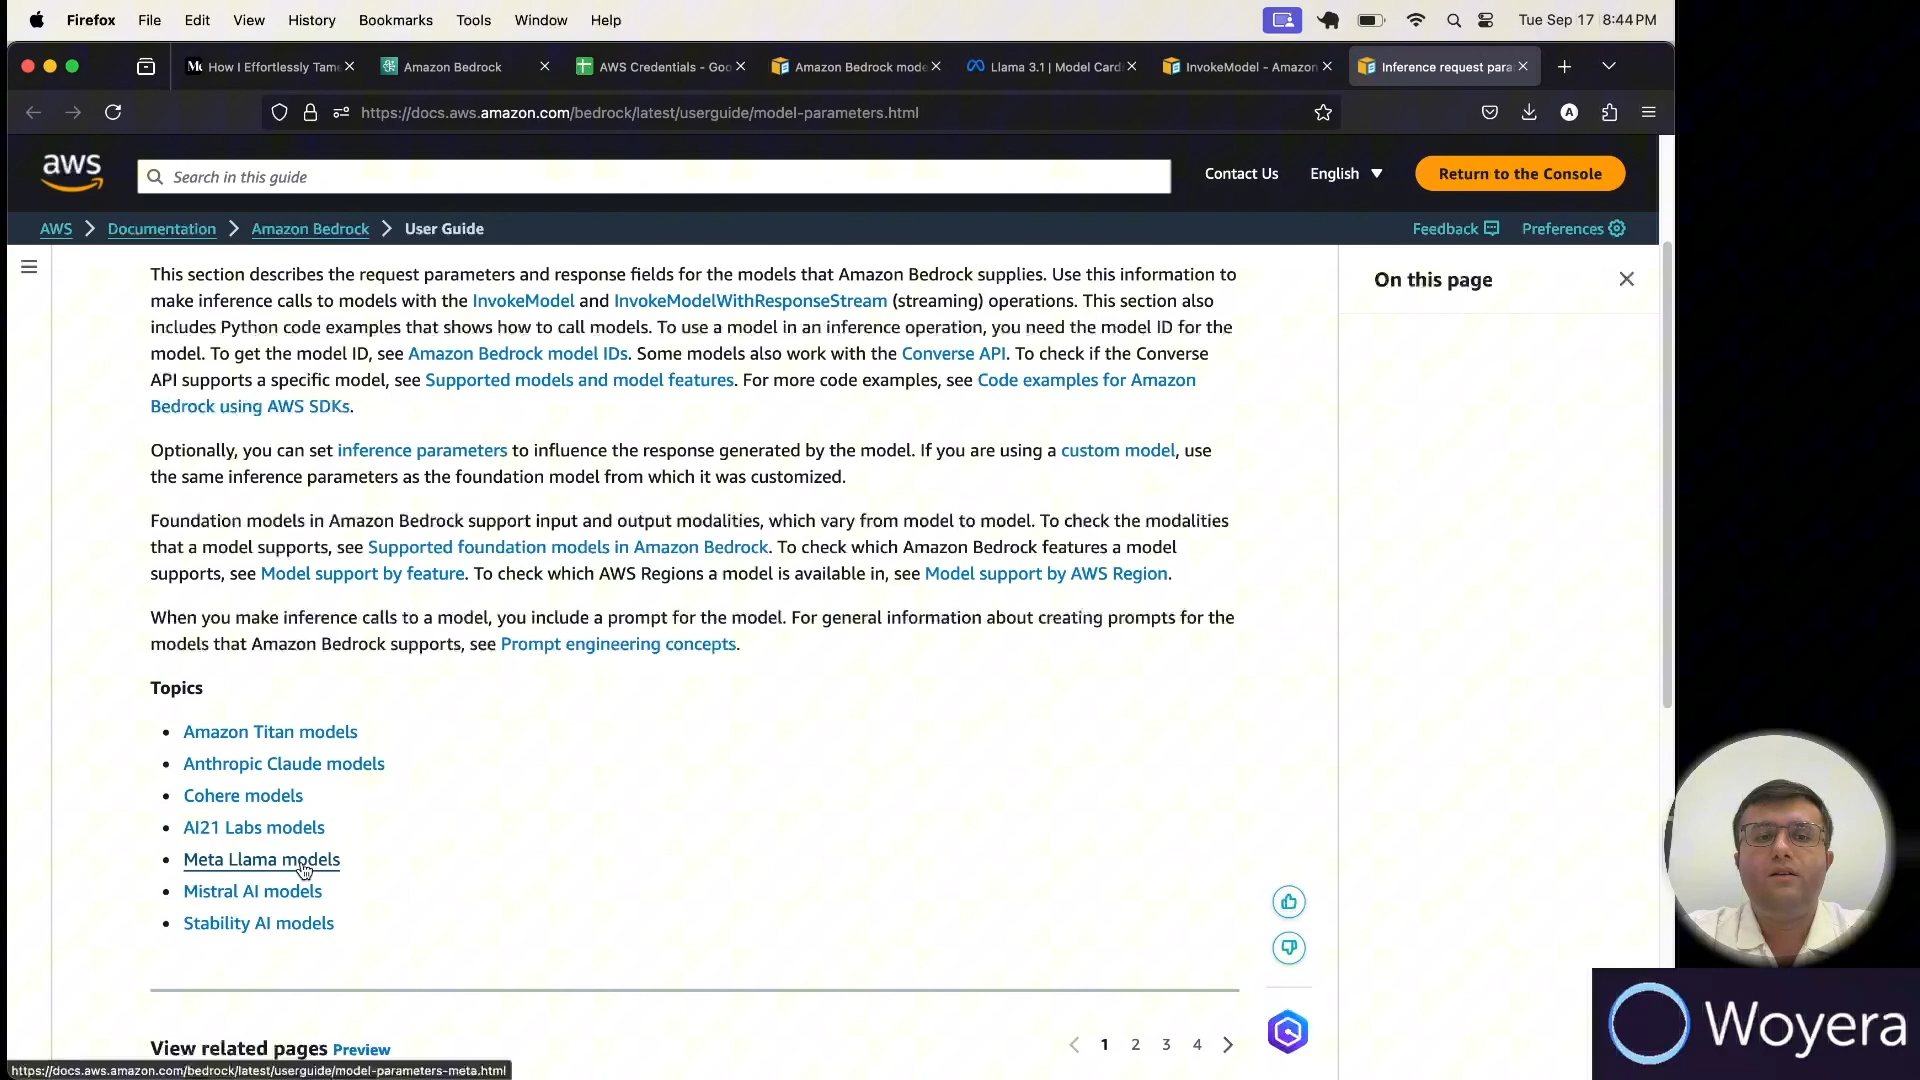 Firefox File Edit View History Bookmarks Tools Window Help Tue Sep 17 8:44 PM
How I Effortlessly Tame Amazon Bedrock AWS Credentials - Goo Amazon Bedrock mode Llama 3.1 | Model Card InvokeModel - Amazon Inference request para
https://docs.aws.amazon.com/bedrock/latest/userguide/model-parameters.html
aws Search in this guide Contact Us English Return to the Console
AWS Documentation Amazon Bedrock User Guide Feedback Preferences
This section describes the request parameters and response fields for the models that Amazon Bedrock supplies. Use this information to
make inference calls to models with the InvokeModel and InvokeModelWithResponseStream (streaming) operations. This section also
includes Python code examples that shows how to call models. To use a model in an inference operation, you need the model ID for the
model. To get the model ID, see Amazon Bedrock model IDs. Some models also work with the Converse API. To check if the Converse
API supports a specific model, see Supported models and model features. For more code examples, see Code examples for Amazon
Bedrock using AWS SDKs.
Optionally, you can set inference parameters to influence the response generated by the model. If you are using a custom model, use
the same inference parameters as the foundation model from which it was customized.
Foundation models in Amazon Bedrock support input and output modalities, which vary from model to model. To check the modalities
that a model supports, see Supported foundation models in Amazon Bedrock. To check which Amazon Bedrock features a model
supports, see Model support by feature. To check which AWS Regions a model is available in, see Model support by AWS Region.
When you make inference calls to a model, you include a prompt for the model. For general information about creating prompts for the
models that Amazon Bedrock supports, see Prompt engineering concepts.
Topics
Amazon Titan models
Anthropic Claude models
Cohere models
AI21 Labs models
Meta Llama models
Mistral AI models
Stability AI models
View related pages Preview
1 2 3 4
https://docs.aws.amazon.com/bedrock/latest/userguide/model-parameters-meta.html
On this page
Woyera